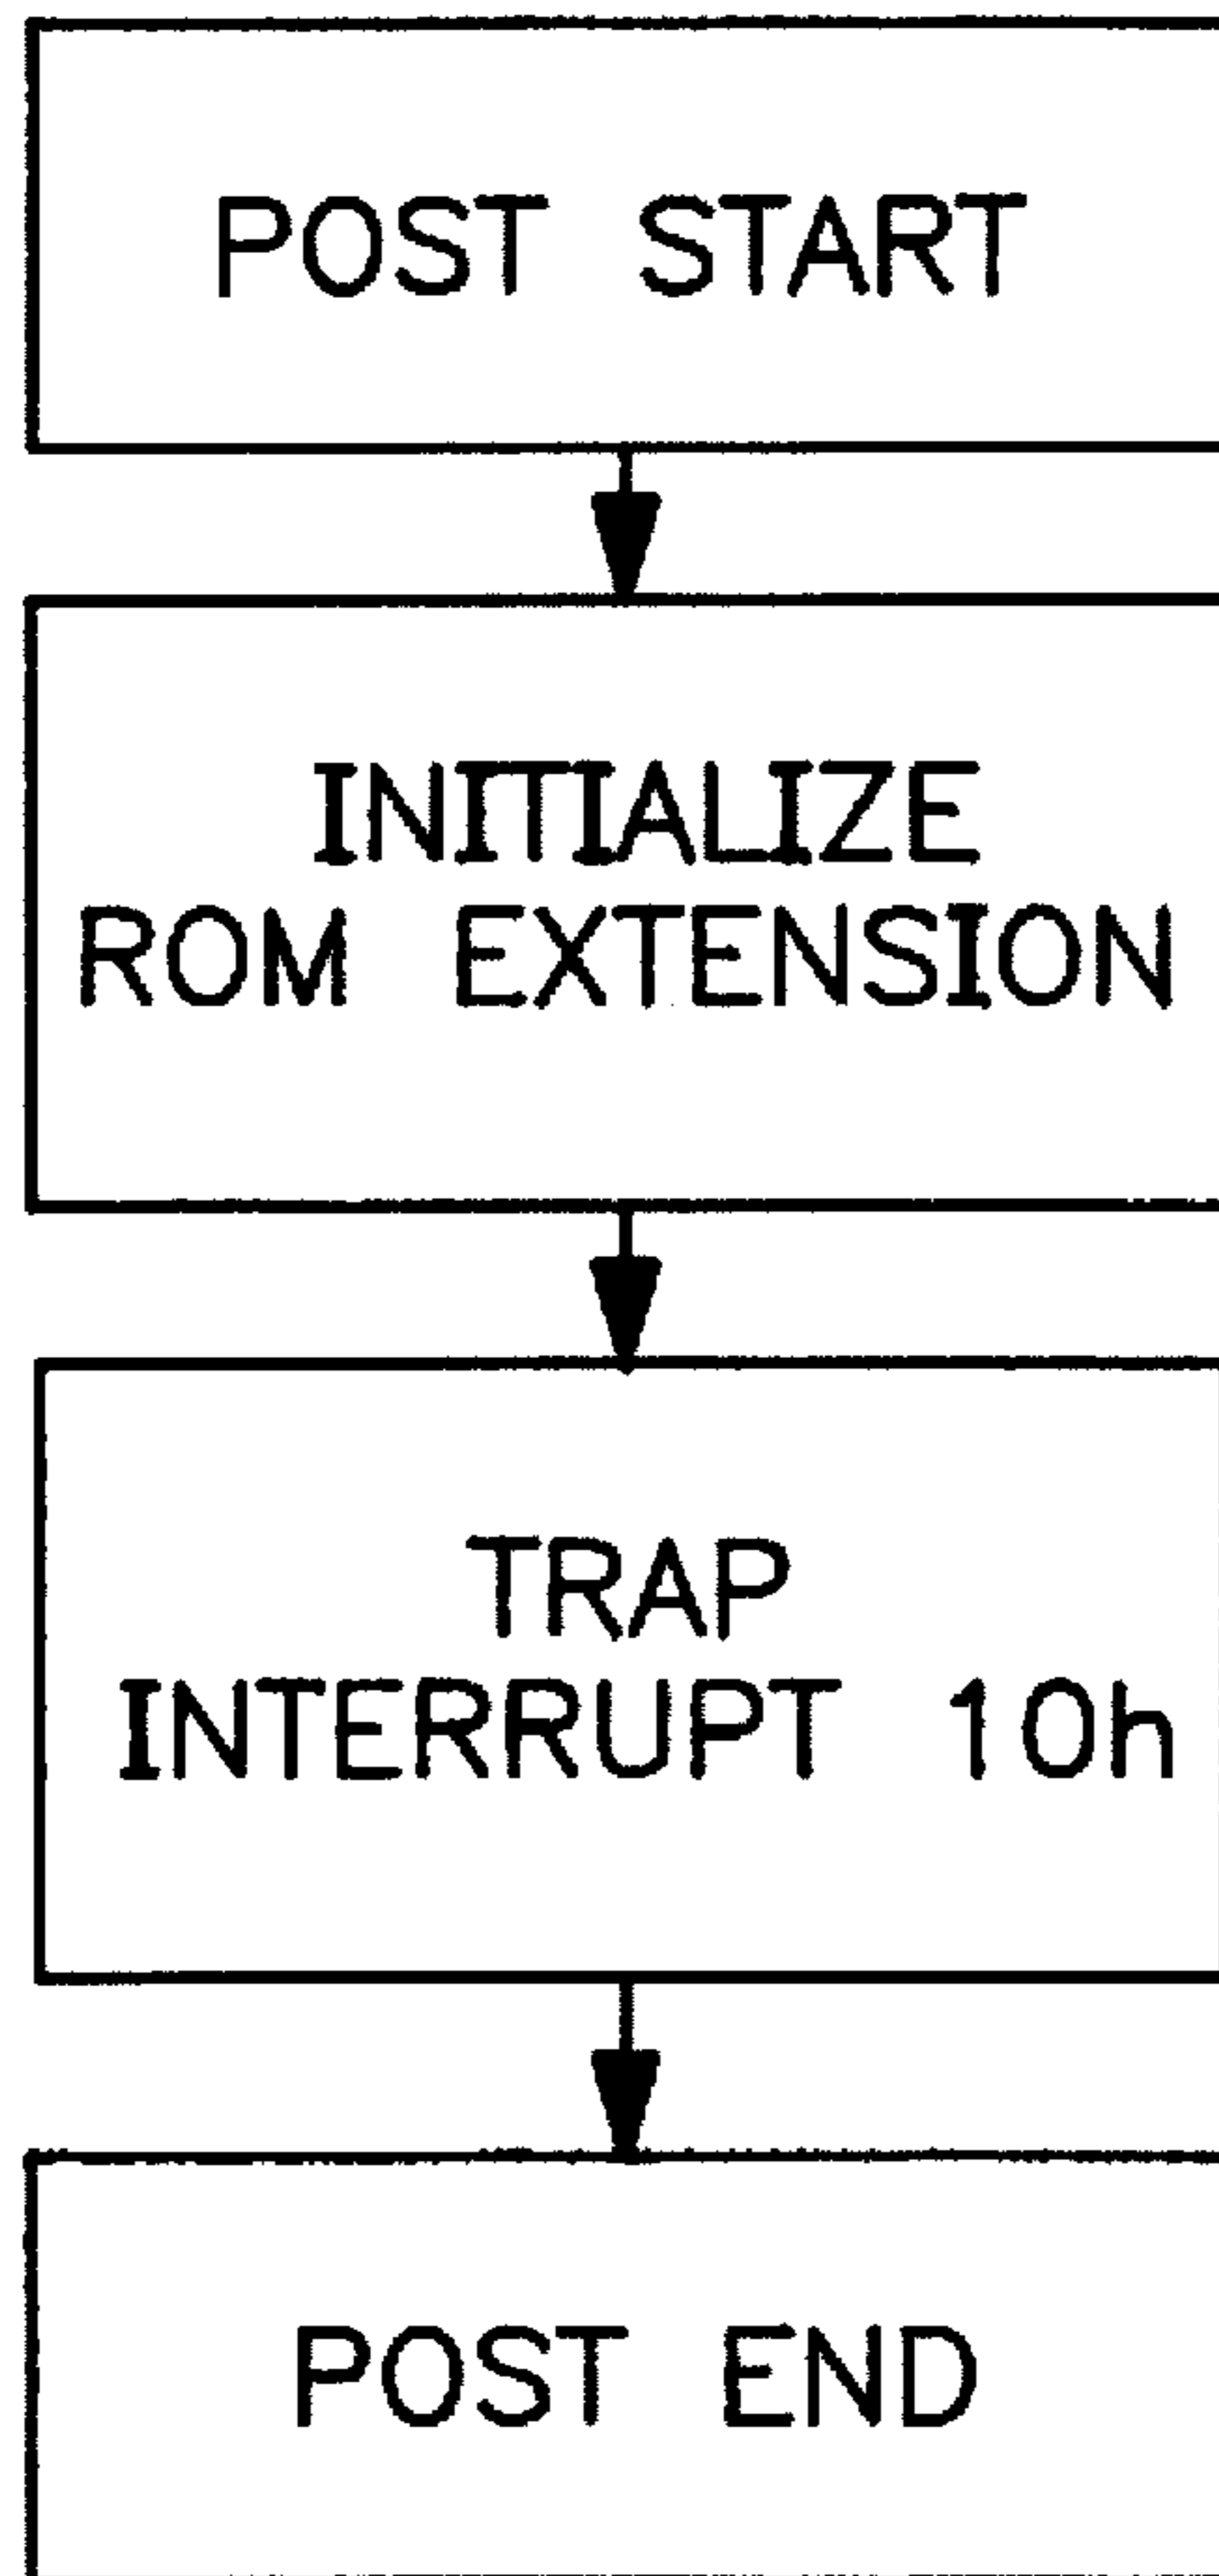 POST START
INITIALIZE
ROM EXTENSION
TRAP
INTERRUPT 10h
POST END